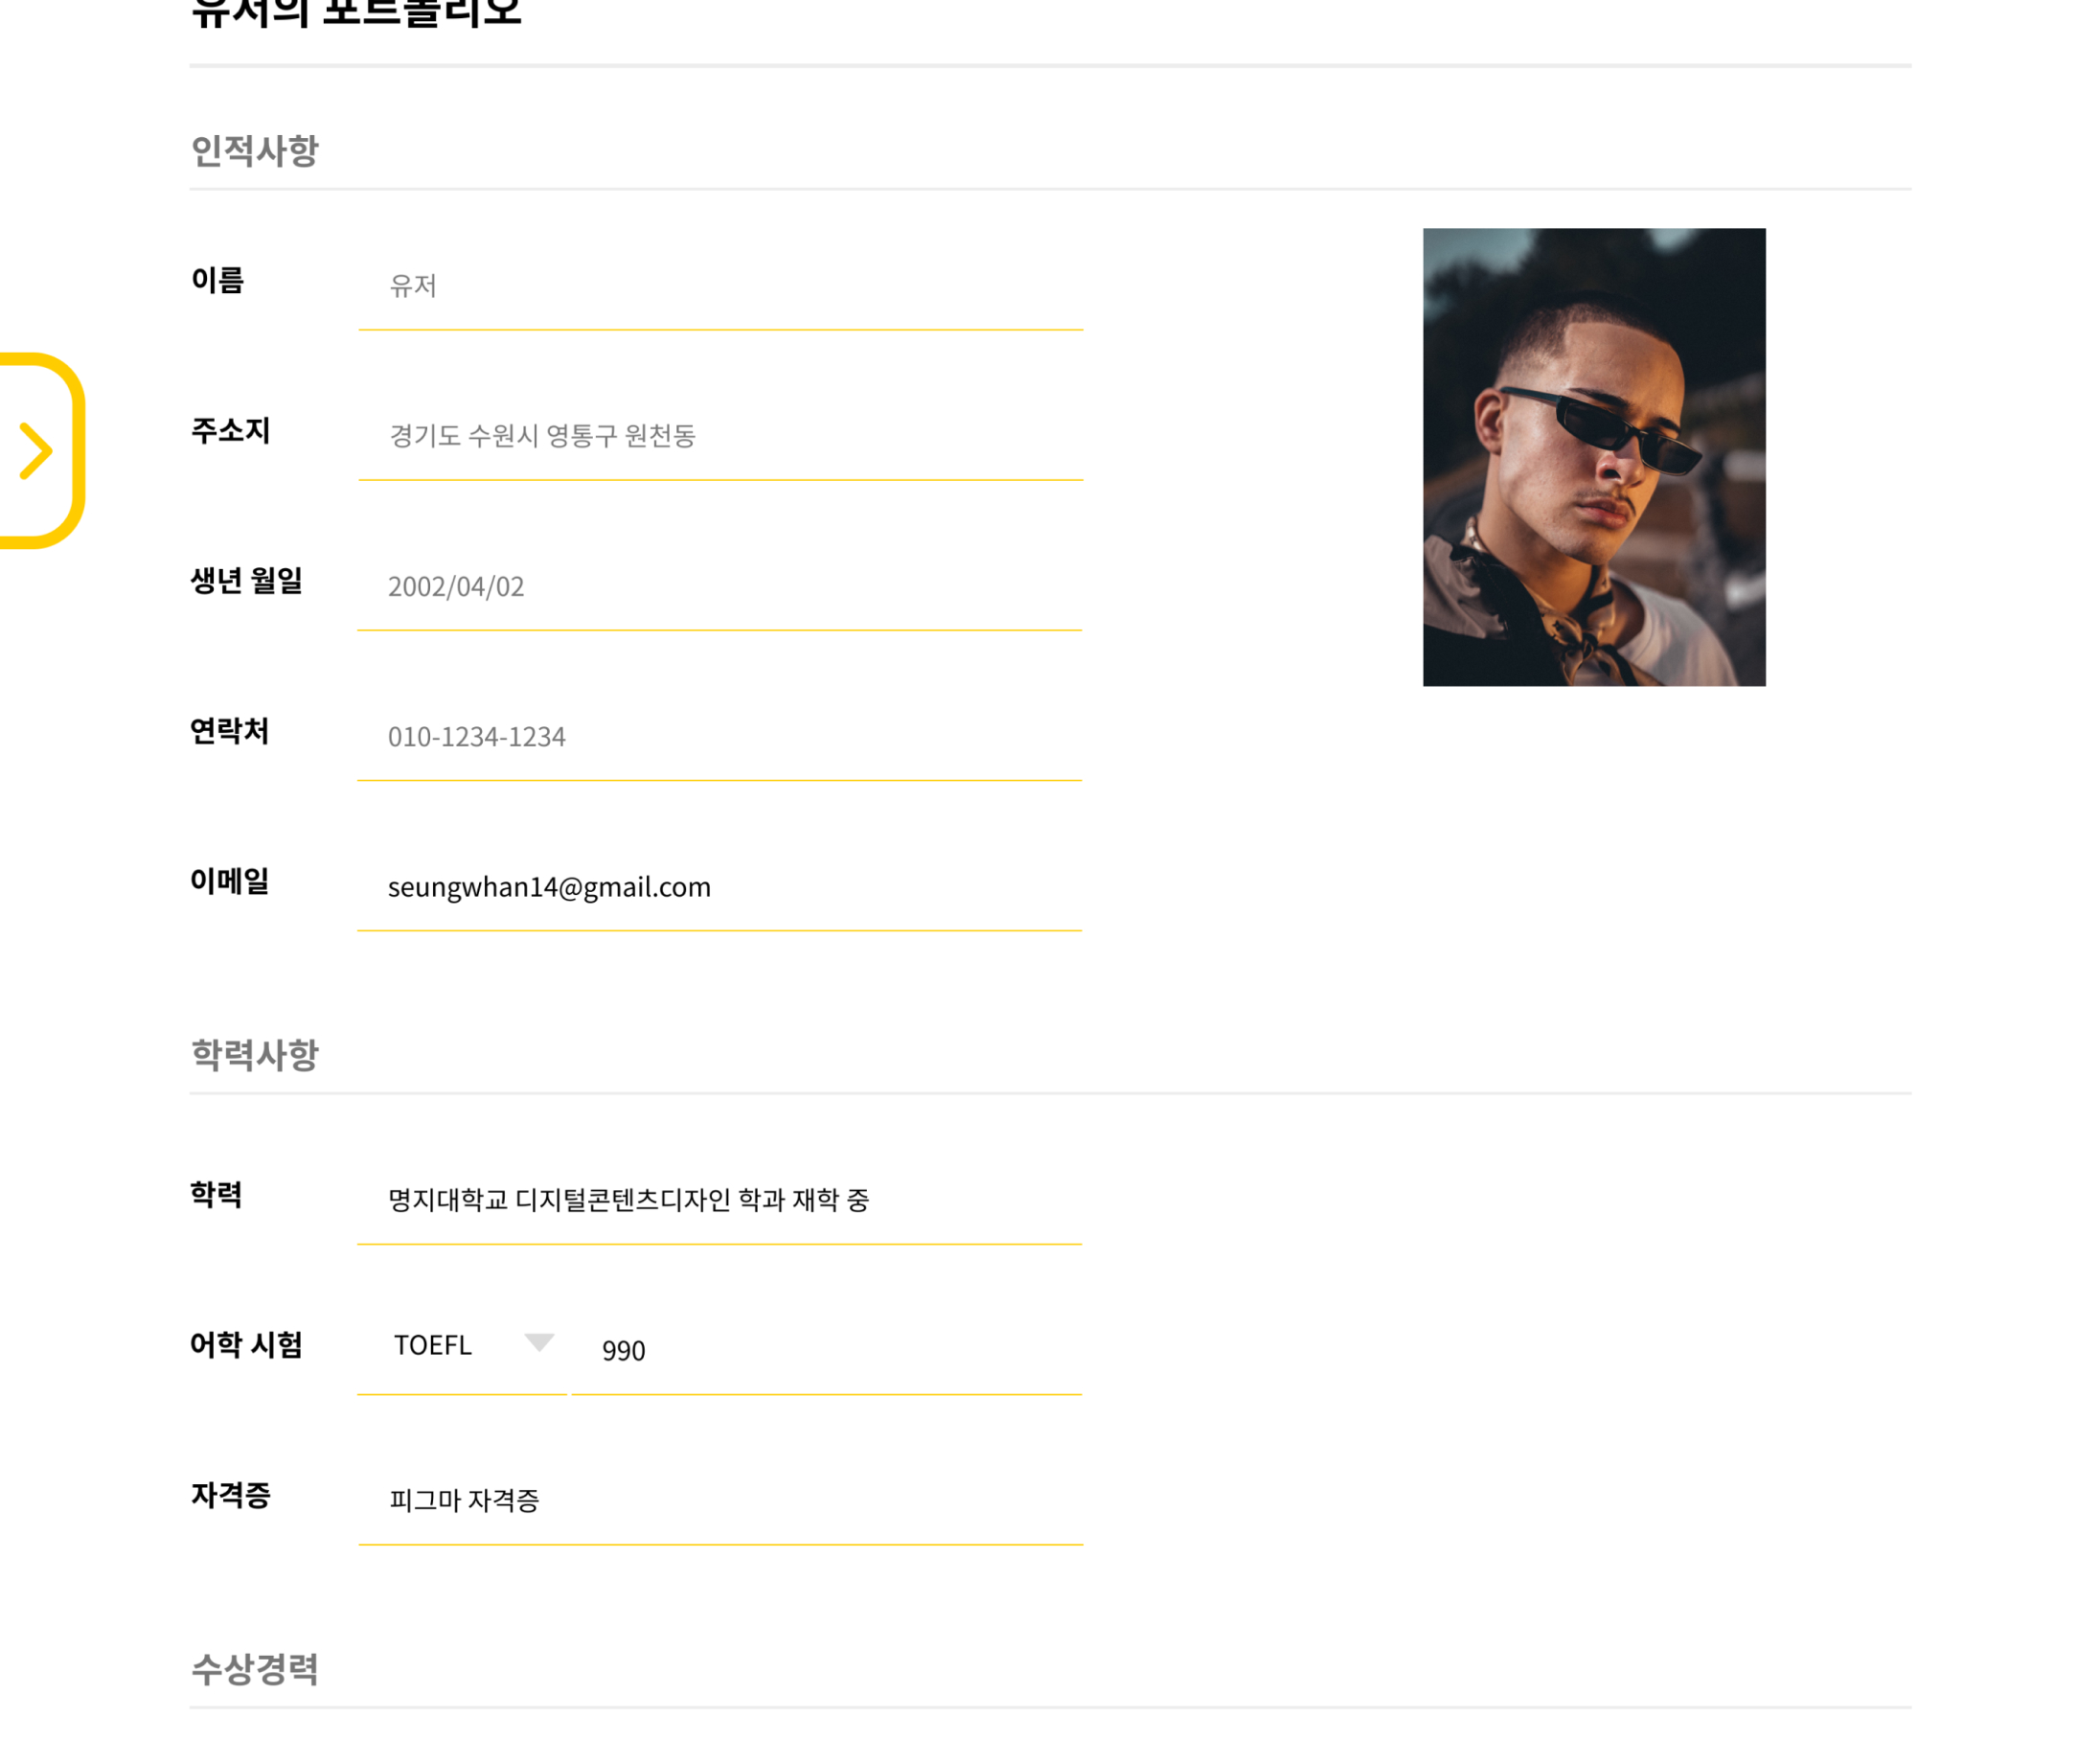 유저의 포트폴리오
인적사항
이름 유저
주소지 경기도 수원시 영통구 원천동
생년 월일 2002/04/02
연락처 010-1234-1234
이메일 seungwhan14@gmail.com
학력사항
학력 명지대학교 디지털콘텐츠디자인 학과 재학 중
어학 시험 TOEFL 990
자격증 피그마 자격증
수상경력